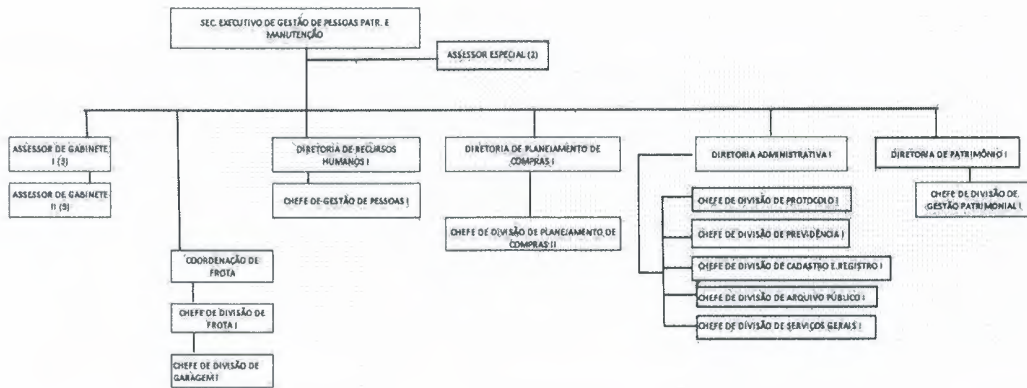 SEC. EXECUTIVO DE GESTÃO DE PESSOAS PATR. E
MANUTENÇÃO
ASSESSOR ESPECIAL (2)
ASSESSOR DE GABINETE
I (3)
ASSESSOR DE GABINETE
II (5)
DIRETORIA DE RECURSOS
HUMANOS I
CHEFE DE GESTÃO DE PESSOAS I
DIRETORIA DE PLANEJAMENTO DE
COMPRAS I
CHEFE DE DIVISÃO DE PLANEJAMENTO DE
COMPRAS II
DIRETORIA ADMINISTRATIVA I
CHEFE DE DIVISÃO DE PROTOCOLO I
CHEFE DE DIVISÃO DE PREVIDÊNCIA I
CHEFE DE DIVISÃO DE CADASTRO E REGISTRO I
CHEFE DE DIVISÃO DE ARQUIVO PÚBLICO I
CHEFE DE DIVISÃO DE SERVIÇOS GERAIS I
DIRETORIA DE PATRIMÔNIO I
CHEFE DE DIVISÃO DE
GESTÃO PATRIMONIAL I
COORDENAÇÃO DE
FROTA
CHEFE DE DIVISÃO DE
FROTA I
CHEFE DE DIVISÃO DE
GARAGEM I